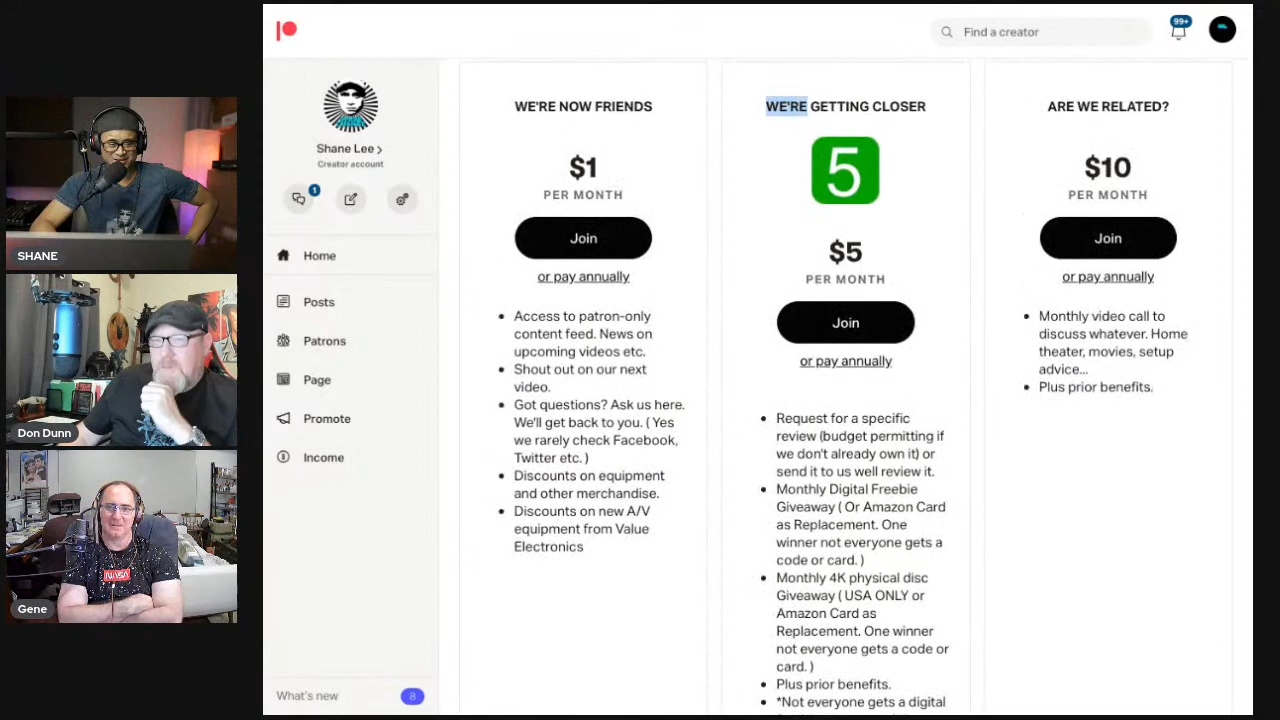 SHANE
Don Dunn
NASA
Gene
Find a creator
99+
Shane Lee
Creator account
1
Home
Posts
Patrons
Page
Promote
Income
What's new
8
WE'RE NOW FRIENDS
$1
PER MONTH
Join
or pay annually
• Access to patron-only
content feed. News on
upcoming videos etc.
• Shout out on our next
video.
• Got questions? Ask us here.
We'll get back to you. ( Yes
we rarely check Facebook,
Twitter etc. )
• Discounts on equipment
and other merchandise.
• Discounts on new A/V
equipment from Value
Electronics
WE'RE GETTING CLOSER
5
$5
PER MONTH
Join
or pay annually
• Request for a specific
review (budget permitting if
we don't already own it) or
send it to us well review it.
• Monthly Digital Freebie
Giveaway ( Or Amazon Card
as Replacement. One
winner not everyone gets a
code or card. )
• Monthly 4K physical disc
Giveaway ( USA ONLY or
Amazon Card as
Replacement. One winner
not everyone gets a code or
card. )
• Plus prior benefits.
• *Not everyone gets a digital
ARE WE RELATED?
$10
PER MONTH
Join
or pay annually
• Monthly video call to
discuss whatever. Home
theater, movies, setup
advice...
• Plus prior benefits.